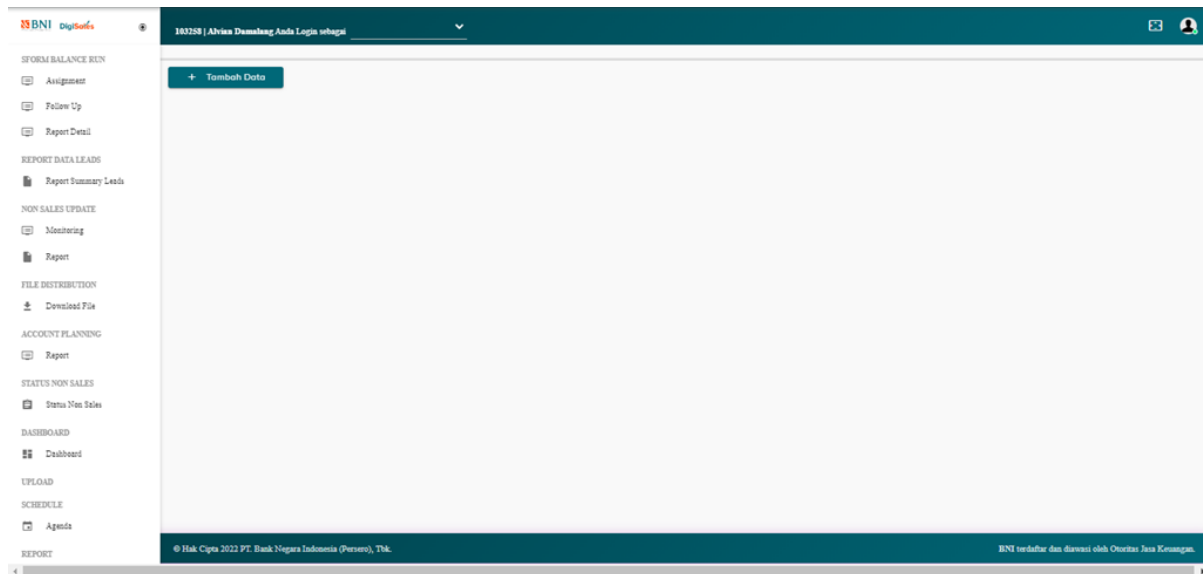 BNI DigiSales
103258 | Alvian Damalang Anda Login sebagai
SFORM BALANCE RUN
Assignment
Follow Up
Report Detail
REPORT DATA LEADS
Report Summary Leads
NON SALES UPDATE
Monitoring
Report
FILE DISTRIBUTION
Download File
ACCOUNT PLANNING
Report
STATUS NON SALES
Status Non Sales
DASHBOARD
Dashboard
UPLOAD
SCHEDULE
Agenda
REPORT
+ Tambah Data
© Hak Cipta 2022 PT. Bank Negara Indonesia (Persero), Tbk.
BNI terdaftar dan diawasi oleh Otoritas Jasa Keuangan.